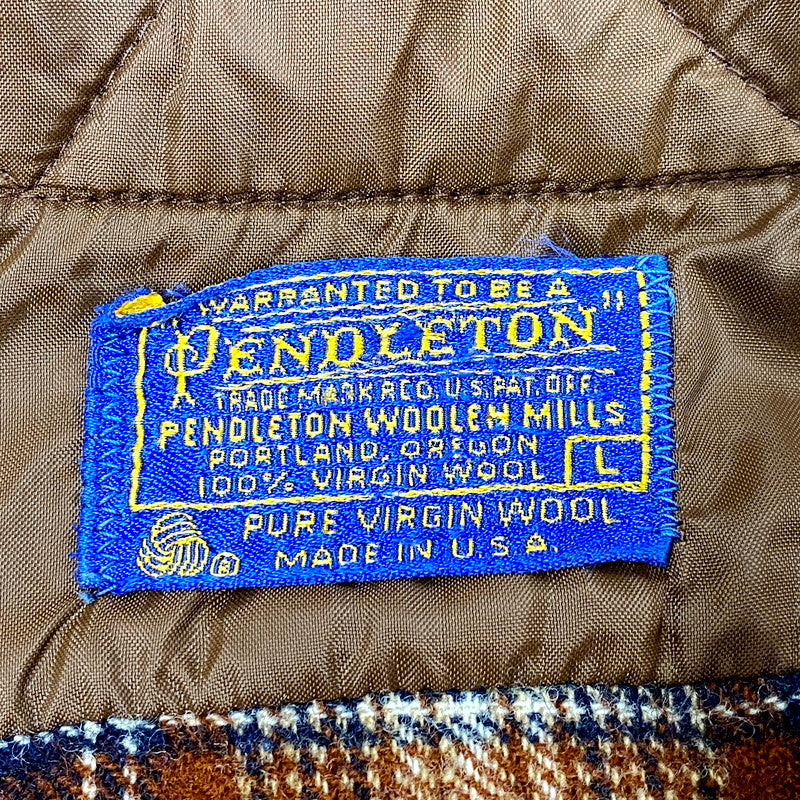 "WARRANTED TO BE A
PENDLETON"
TRADE MARK REG. U.S. PAT. OFF.
PENDLETON WOOLEN MILLS
PORTLAND, OREGON
100% VIRGIN WOOL L
PURE VIRGIN WOOL
® MADE IN U.S.A.